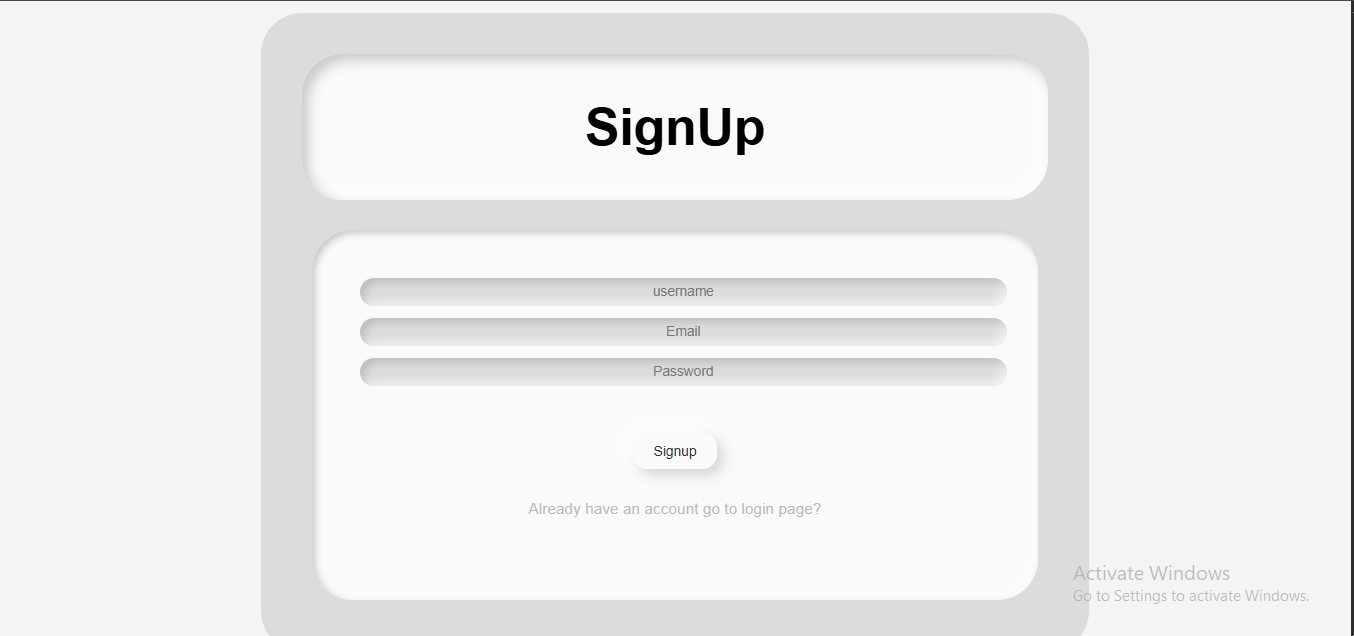 SignUp
username
Email
Password
Signup
Already have an account go to login page?
Activate Windows
Go to Settings to activate Windows.